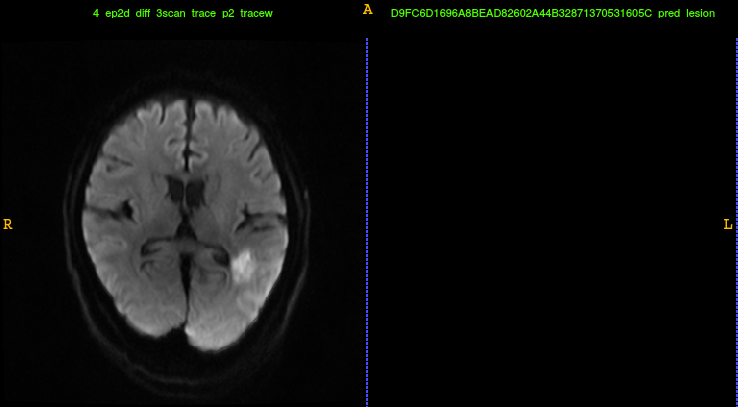 4 ep2d diff 3scan trace p2 tracew
A
D9FC6D1696A8BEAD82602A44B32871370531605C pred lesion
R
L